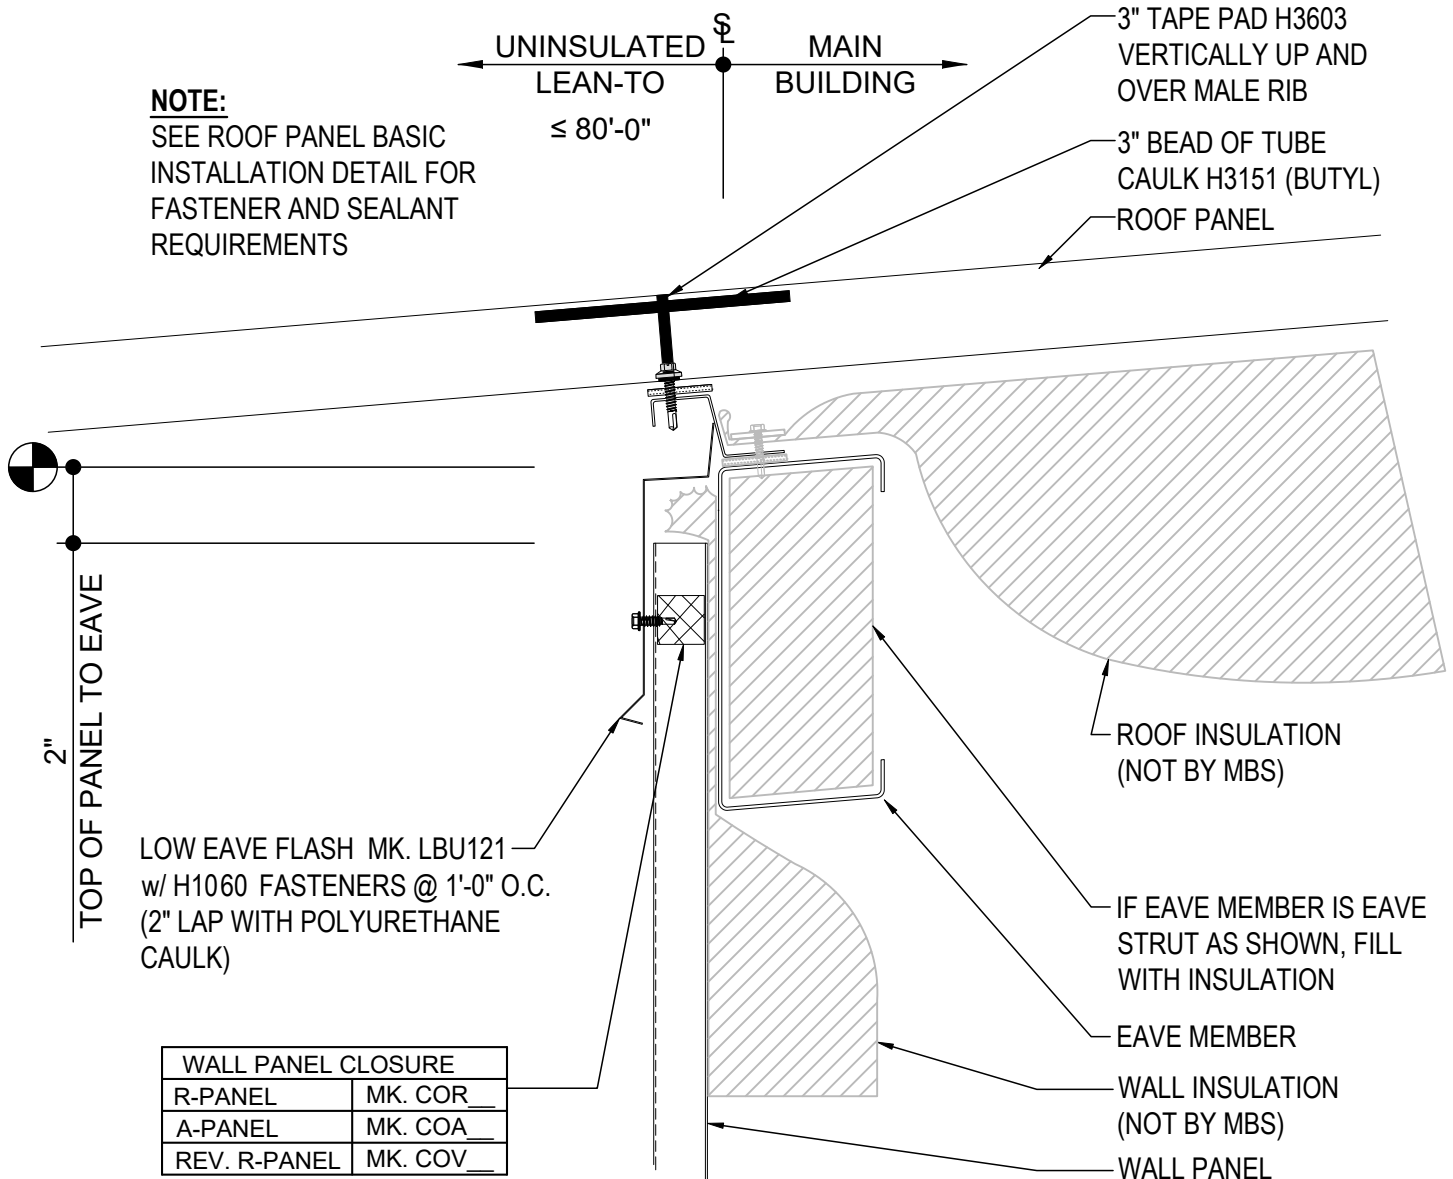 UNINSULATED
LEAN-TO
≤ 80'-0"
SL
MAIN
BUILDING
NOTE:
SEE ROOF PANEL BASIC
INSTALLATION DETAIL FOR
FASTENER AND SEALANT
REQUIREMENTS
3" TAPE PAD H3603
VERTICALLY UP AND
OVER MALE RIB
3" BEAD OF TUBE
CAULK H3151 (BUTYL)
ROOF PANEL
2"
TOP OF PANEL TO EAVE
ROOF INSULATION
(NOT BY MBS)
LOW EAVE FLASH MK. LBU121
w/ H1060 FASTENERS @ 1'-0" O.C.
(2" LAP WITH POLYURETHANE
CAULK)
IF EAVE MEMBER IS EAVE
STRUT AS SHOWN, FILL
WITH INSULATION
EAVE MEMBER
WALL INSULATION
(NOT BY MBS)
WALL PANEL
WALL PANEL CLOSURE
R-PANEL MK. COR__
A-PANEL MK. COA__
REV. R-PANEL MK. COV__